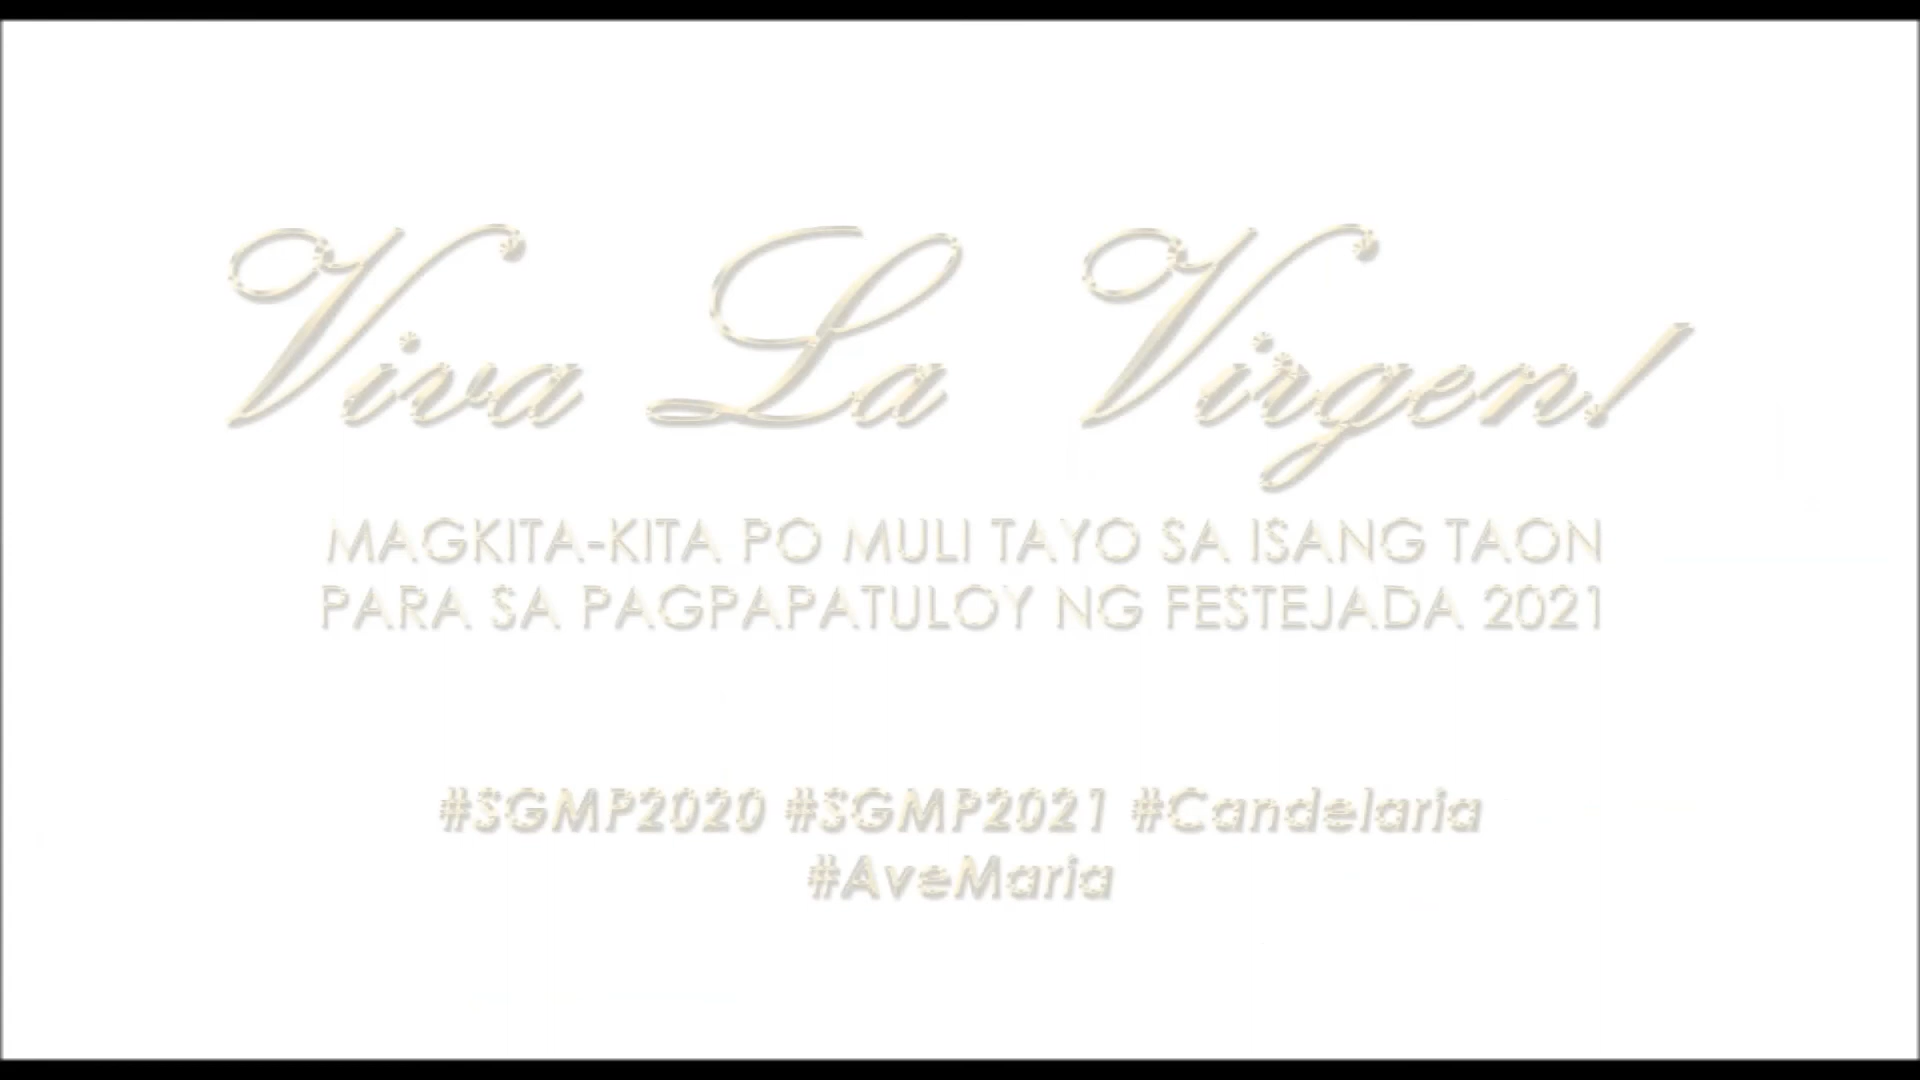 Viva La Virgen!
MAGKITA-KITA PO MULI TAYO SA ISANG TAON
PARA SA PAGPAPATULOY NG FESTEJADA 2021
#SGMP2020 #SGMP2021 #Candelaria
#AveMaria